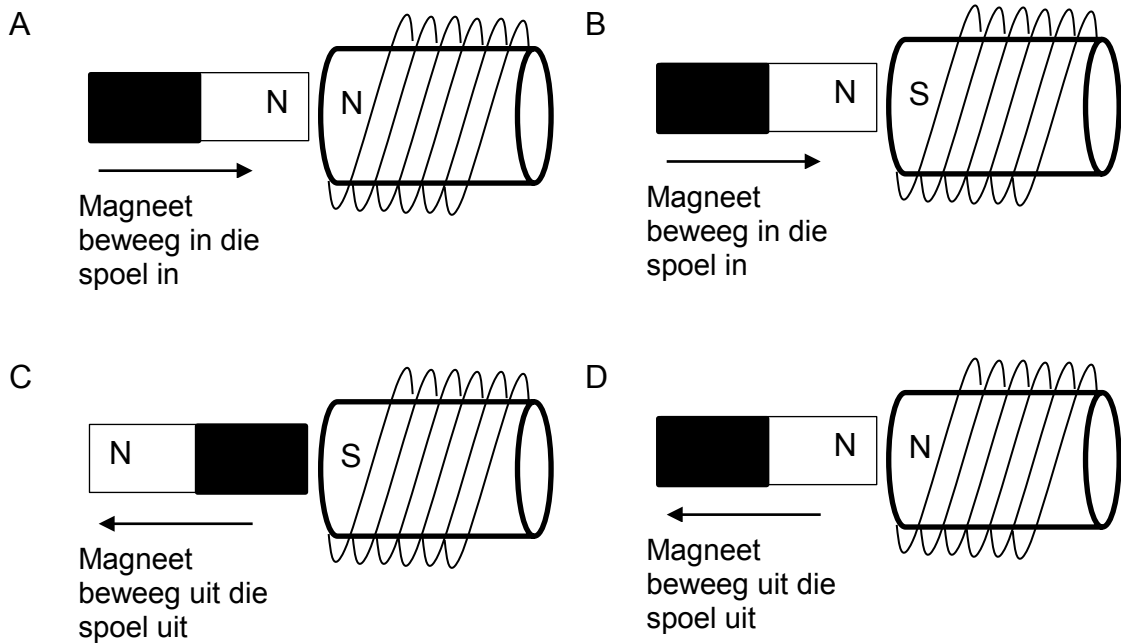 A
N N
Magneet
beweeg in die
spoel in
B
N S
Magneet
beweeg in die
spoel in
C
N S
Magneet
beweeg uit die
spoel uit
D
N N
Magneet
beweeg uit die
spoel uit